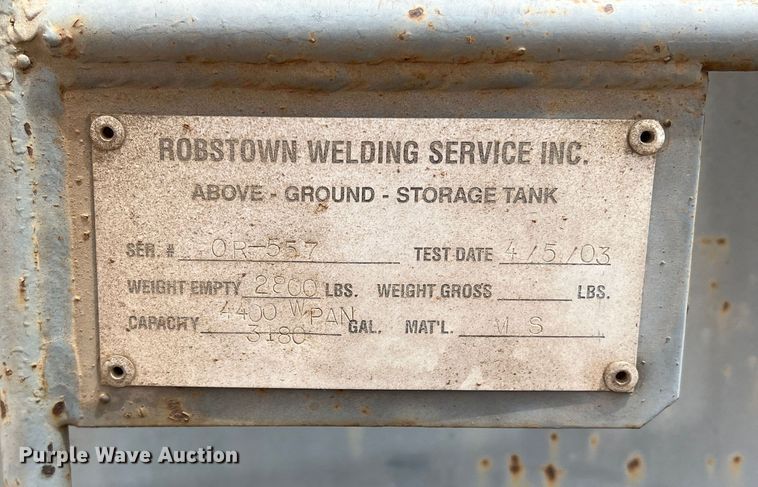 ROBSTOWN WELDING SERVICE INC.
ABOVE - GROUND - STORAGE TANK
SER. # OR-557 TEST DATE 4/5/03
WEIGHT EMPTY 2800 LBS. WEIGHT GROSS LBS.
4400 W/PAN
CAPACITY 3180 GAL. MAT'L. M S
Purple Wave Auction